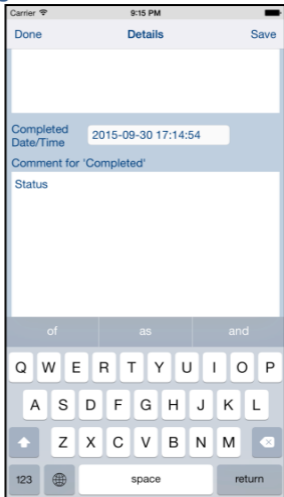 Carrier 9:15 PM
Done Details Save
Completed
Date/Time 2015-09-30 17:14:54
Comment for 'Completed'
Status
of as and
Q W E R T Y U I O P
A S D F G H J K L
Z X C V B N M
123 space return